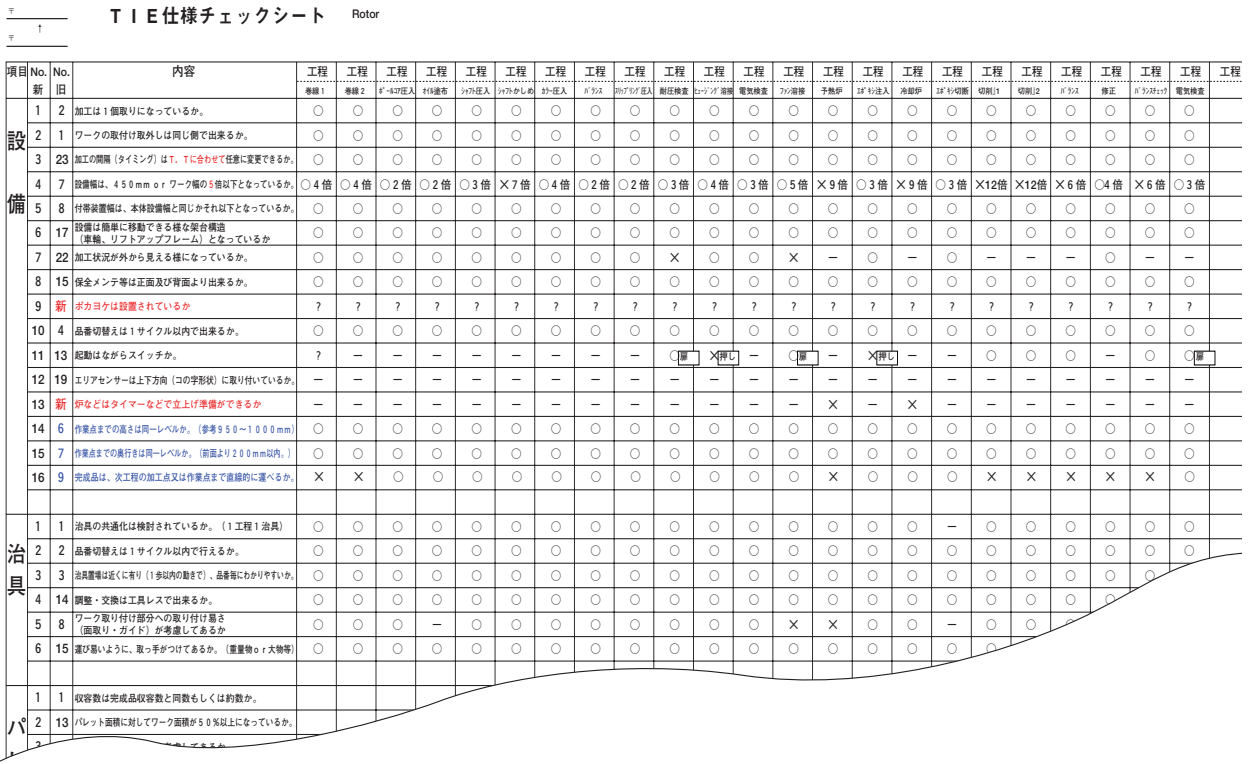 〒
↑
〒
TIE仕様チェックシート Rotor
項目 No.新 No.旧 内容 工程 工程 工程 工程 工程 工程 工程 工程 工程 工程 工程 工程 工程 工程 工程 工程 工程 工程 工程 工程 工程 工程 工程 工程
巻線1 巻線2 ﾎﾟｰﾙｺｱ圧入 ｵｲﾙ塗布 ｼｬﾌﾄ圧入 ｼｬﾌﾄかしめ ｶﾗｰ圧入 ﾊﾞﾗﾝｽ ｽﾘｯﾌﾟﾘﾝｸﾞ圧入 耐圧検査 ﾋｭｰｼﾞﾝｸﾞ溶接 電気検査 ﾌｧﾝ溶接 予熱炉 ｴﾎﾟｷｼ注入 冷却炉 ｴﾎﾟｷｼ切断 切削1 切削2 ﾊﾞﾗﾝｽ 修正 ﾊﾞﾗﾝｽﾁｪｯｸ 電気検査
設備
1 2 加工は1個取りになっているか。 ○ ○ ○ ○ ○ ○ ○ ○ ○ ○ ○ ○ ○ ○ ○ ○ ○ ○ ○ ○ ○ ○ ○
2 1 ワークの取付け取外しは同じ側で出来るか。 ○ ○ ○ ○ ○ ○ ○ ○ ○ ○ ○ ○ ○ ○ ○ ○ ○ ○ ○ ○ ○ ○ ○
3 23 加工の間隔（タイミング）はT．Tに合わせて任意に変更できるか。 ○ ○ ○ ○ ○ ○ ○ ○ ○ ○ ○ ○ ○ ○ ○ ○ ○ ○ ○ ○ ○ ○ ○
4 7 設備幅は、450mm or ワーク幅の5倍以下となっているか。 ○4倍 ○4倍 ○2倍 ○2倍 ○3倍 ×7倍 ○4倍 ○2倍 ○2倍 ○3倍 ○4倍 ○3倍 ○5倍 ×9倍 ○3倍 ×9倍 ○3倍 ×12倍 ×12倍 ×6倍 ○4倍 ×6倍 ○3倍
5 8 付帯装置幅は、本体設備幅と同じかそれ以下となっているか。 ○ ○ ○ ○ ○ ○ ○ ○ ○ ○ ○ ○ ○ ○ ○ ○ ○ ○ ○ ○ ○ ○ ○
6 17 設備は簡単に移動できる様な架台構造
（車輪、リフトアップフレーム）となっているか ○ ○ ○ ○ ○ ○ ○ ○ ○ ○ ○ ○ ○ ○ ○ ○ ○ ○ ○ ○ ○ ○ ○
7 22 加工状況が外から見える様になっているか。 ○ ○ ○ ○ ○ ○ ○ ○ ○ × ○ ○ × − ○ − ○ − − − ○ − ○
8 15 保全メンテ等は正面及び背面より出来るか。 ○ ○ ○ ○ ○ ○ ○ ○ ○ ○ ○ ○ ○ ○ ○ ○ ○ ○ ○ ○ ○ ○ ○
9 新 ポカヨケは設置されているか ? ? ? ? ? ? ? ? ? ? ? ? ? ? ? ? ? ? ? ? ? ? ?
10 4 品番切替えは1サイクル以内で出来るか。 ○ ○ ○ ○ ○ ○ ○ ○ ○ ○ ○ ○ ○ ○ ○ ○ ○ ○ ○ ○ ○ ○ ○
11 13 起動はながらスイッチか。 ? − − − − − − − − ○扉 ×押し − ○扉 − ×押し − − ○ ○ ○ − ○ ○扉
12 19 エリアセンサーは上下方向（コの字形状）に取り付いているか。 − − − − − − − − − − − − − − − − − − − − − − −
13 新 炉などはタイマーなどで立上げ準備ができるか − − − − − − − − − − − − − × − × − − − − − − −
14 6 作業点までの高さは同一レベルか。（参考950～1000mm） ○ ○ ○ ○ ○ ○ ○ ○ ○ ○ ○ ○ ○ ○ ○ ○ ○ ○ ○ ○ ○ ○ ○
15 7 作業点までの奥行きは同一レベルか。（前面より200mm以内。） ○ ○ ○ ○ ○ ○ ○ ○ ○ ○ ○ ○ ○ ○ ○ ○ ○ ○ ○ ○ ○ ○ ○
16 9 完成品は、次工程の加工点又は作業点まで直線的に運べるか。 × × ○ ○ ○ ○ ○ ○ ○ ○ ○ ○ ○ × ○ ○ ○ × × × × × ○
治具
1 1 治具の共通化は検討されているか。（1工程1治具） ○ ○ ○ ○ ○ ○ ○ ○ ○ ○ ○ ○ ○ ○ ○ ○ − ○ ○ ○ ○ ○ ○
2 2 品番切替えは1サイクル以内で行えるか。 ○ ○ ○ ○ ○ ○ ○ ○ ○ ○ ○ ○ ○ ○ ○ ○ ○ ○ ○ ○ ○ ○ ○
3 3 治具置場は近くに有り（1歩以内の動きで）、品番毎にわかりやすいか。 ○ ○ ○ ○ ○ ○ ○ ○ ○ ○ ○ ○ ○ ○ ○ ○ ○ ○ ○ ○ ○ ○
4 14 調整・交換は工具レスで出来るか。 ○ ○ ○ ○ ○ ○ ○ ○ ○ ○ ○ ○ ○ ○ ○ ○ ○ ○ ○ ○ ○
5 8 ワーク取り付け部分への取り付け易さ
（面取り・ガイド）が考慮してあるか ○ ○ ○ − ○ ○ ○ ○ ○ ○ ○ ○ × × ○ ○ − ○ ○ ○
6 15 運び易いように、取っ手がつけてあるか。（重量物or大物等） ○ ○ ○ ○ ○ ○ ○ ○ ○ ○ ○ ○ ○ ○ ○ ○ ○ ○
パ
1 1 収容数は完成品収容数と同数もしくは約数か。
2 13 パレット面積に対してワーク面積が50％以上になっているか。